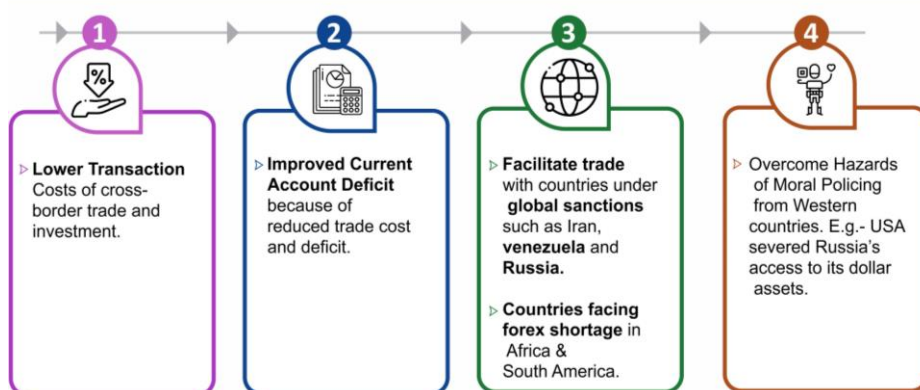 1
2
3
4
%
▷ Lower Transaction
Costs of cross-
border trade and
investment.
▷ Improved Current
Account Deficit
because of
reduced trade cost
and deficit.
▷ Facilitate trade
with countries under
global sanctions
such as Iran,
venezuela and
Russia.
▷ Countries facing
forex shortage in
Africa &
South America.
▷ Overcome Hazards
of Moral Policing
from Western
countries. E.g.- USA
severed Russia's
access to its dollar
assets.